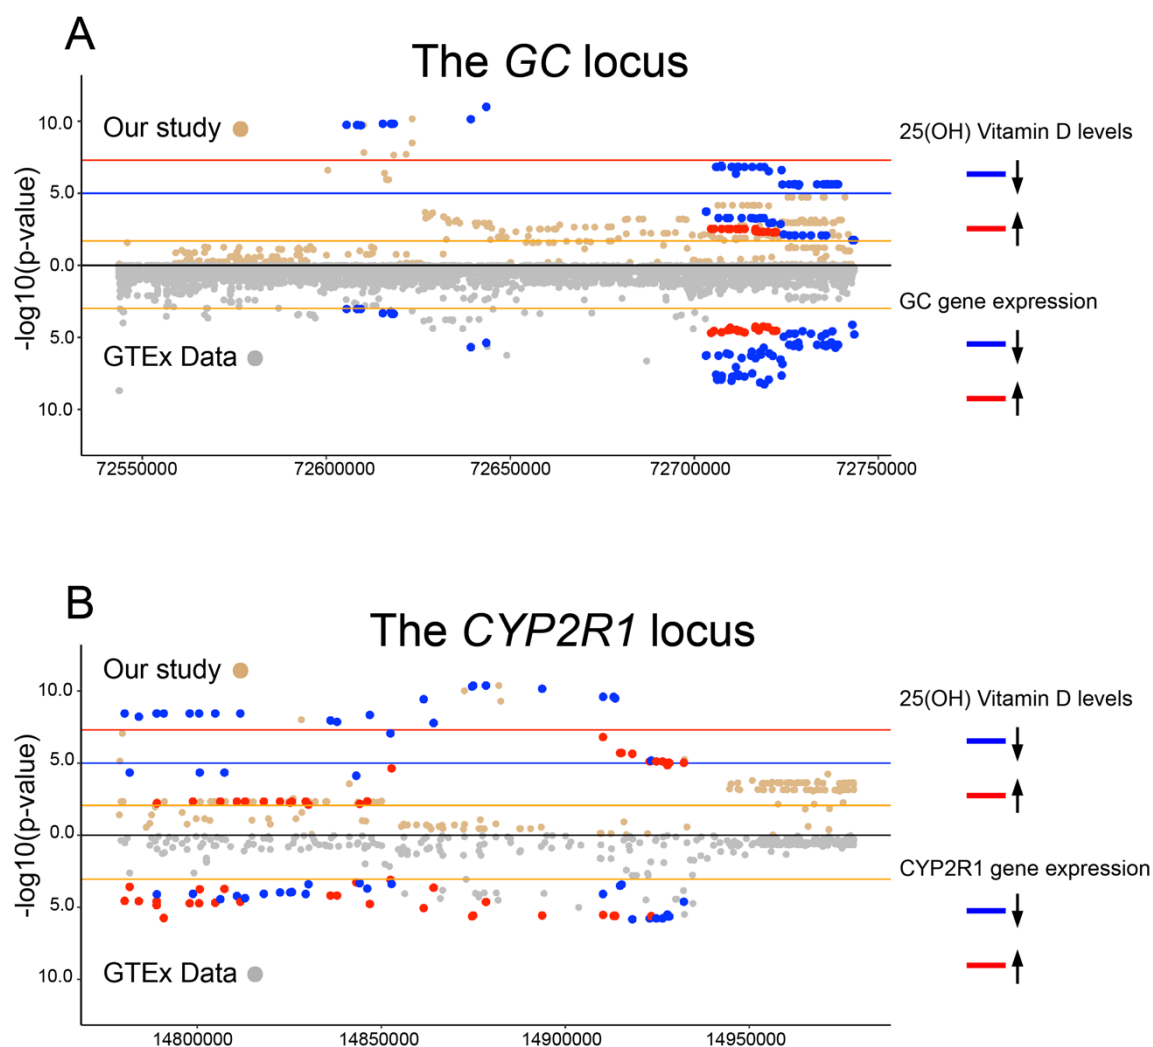 A
The GC locus
Our study
10.0
5.0
0.0
5.0
10.0
-log10(p-value)
GTEx Data
72550000
72600000
72650000
72700000
72750000
25(OH) Vitamin D levels
GC gene expression
B
The CYP2R1 locus
Our study
10.0
5.0
0.0
5.0
10.0
-log10(p-value)
GTEx Data
14800000
14850000
14900000
14950000
25(OH) Vitamin D levels
CYP2R1 gene expression